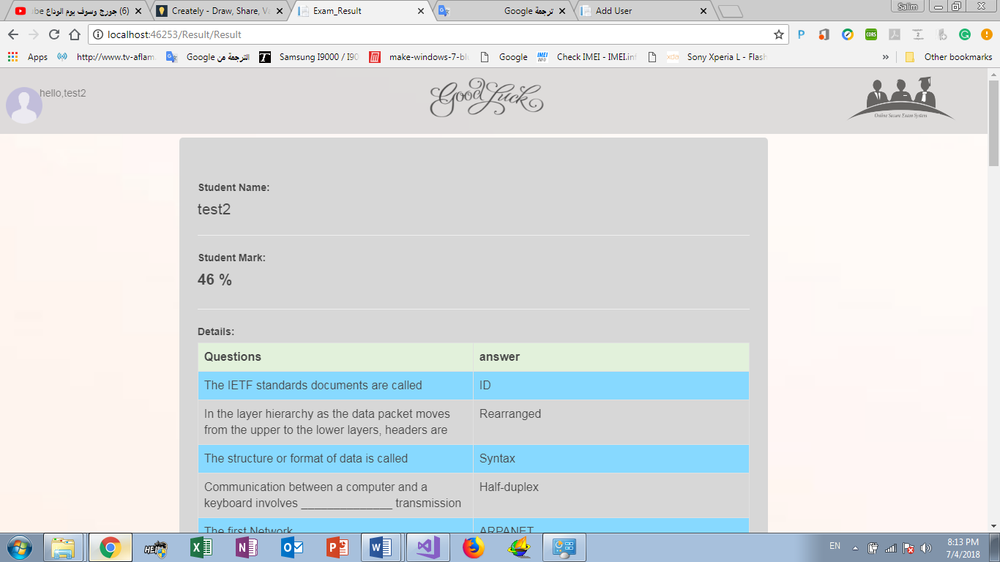 (6) جورج وسوف يوم الوداع be
Creately - Draw, Share, Va
Exam_Result
ترجمة Google
Add User
Salim
localhost:46253/Result/Result
Apps
http://www.tv-aflam.
الترجمة من Google
Samsung I9000 / I90
make-windows-7-blu
Google
Check IMEI - IMEI.inf
Sony Xperia L - Flash
»
Other bookmarks
hello,test2
Good Luck
Online Secure Exam System
Student Name:
test2
Student Mark:
46 %
Details:
Questions
answer
The IETF standards documents are called
ID
In the layer hierarchy as the data packet moves
from the upper to the lower layers, headers are
Rearranged
The structure or format of data is called
Syntax
Communication between a computer and a
keyboard involves ______________ transmission
Half-duplex
The first Network
ARPANET
EN
8:13 PM
7/4/2018